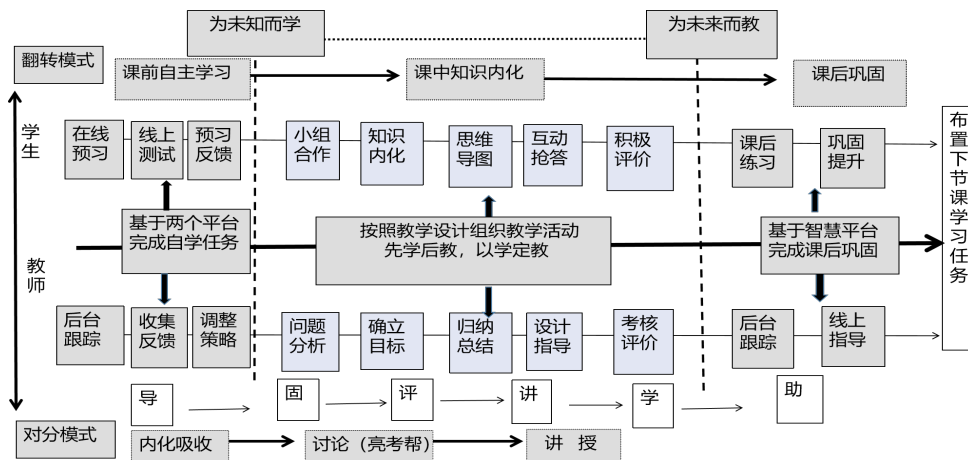 为未知而学
为未来而教
翻转模式
课前自主学习
课中知识内化
课后巩固
学生
教师
在线
预习
线上
测试
预习
反馈
小组
合作
知识
内化
思维
导图
互动
抢答
积极
评价
课后
练习
巩固
提升
布置下节课学习任务
基于两个平台
完成自学任务
按照教学设计组织教学活动
先学后教，以学定教
基于智慧平台
完成课后巩固
后台
跟踪
收集
反馈
调整
策略
问题
分析
确立
目标
归纳
总结
设计
指导
考核
评价
后台
跟踪
线上
指导
导
固
评
讲
学
助
对分模式
内化吸收
讨论（亮考帮）
讲 授